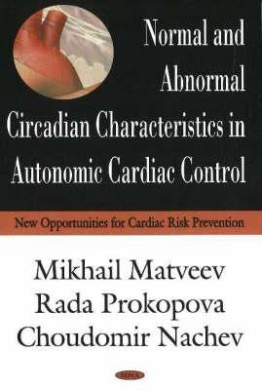 Normal and
Abnormal
Circadian Characteristics in
Autonomic Cardiac Control
New Opportunities for Cardiac Risk Prevention
Mikhail Matveev
Rada Prokopova
Choudomir Nachev
NOVA